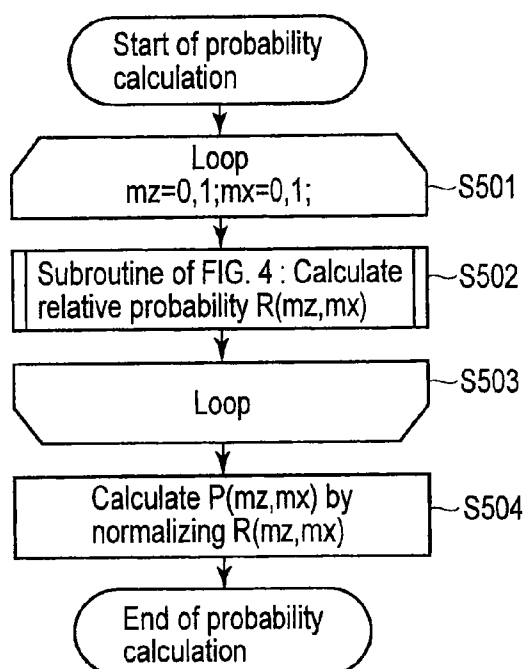 Start of probability
calculation
Loop
mz=0,1;mx=0,1;
S501
Subroutine of FIG. 4 : Calculate
relative probability R(mz,mx)
S502
Loop
S503
Calculate P(mz,mx) by
normalizing R(mz,mx)
S504
End of probability
calculation